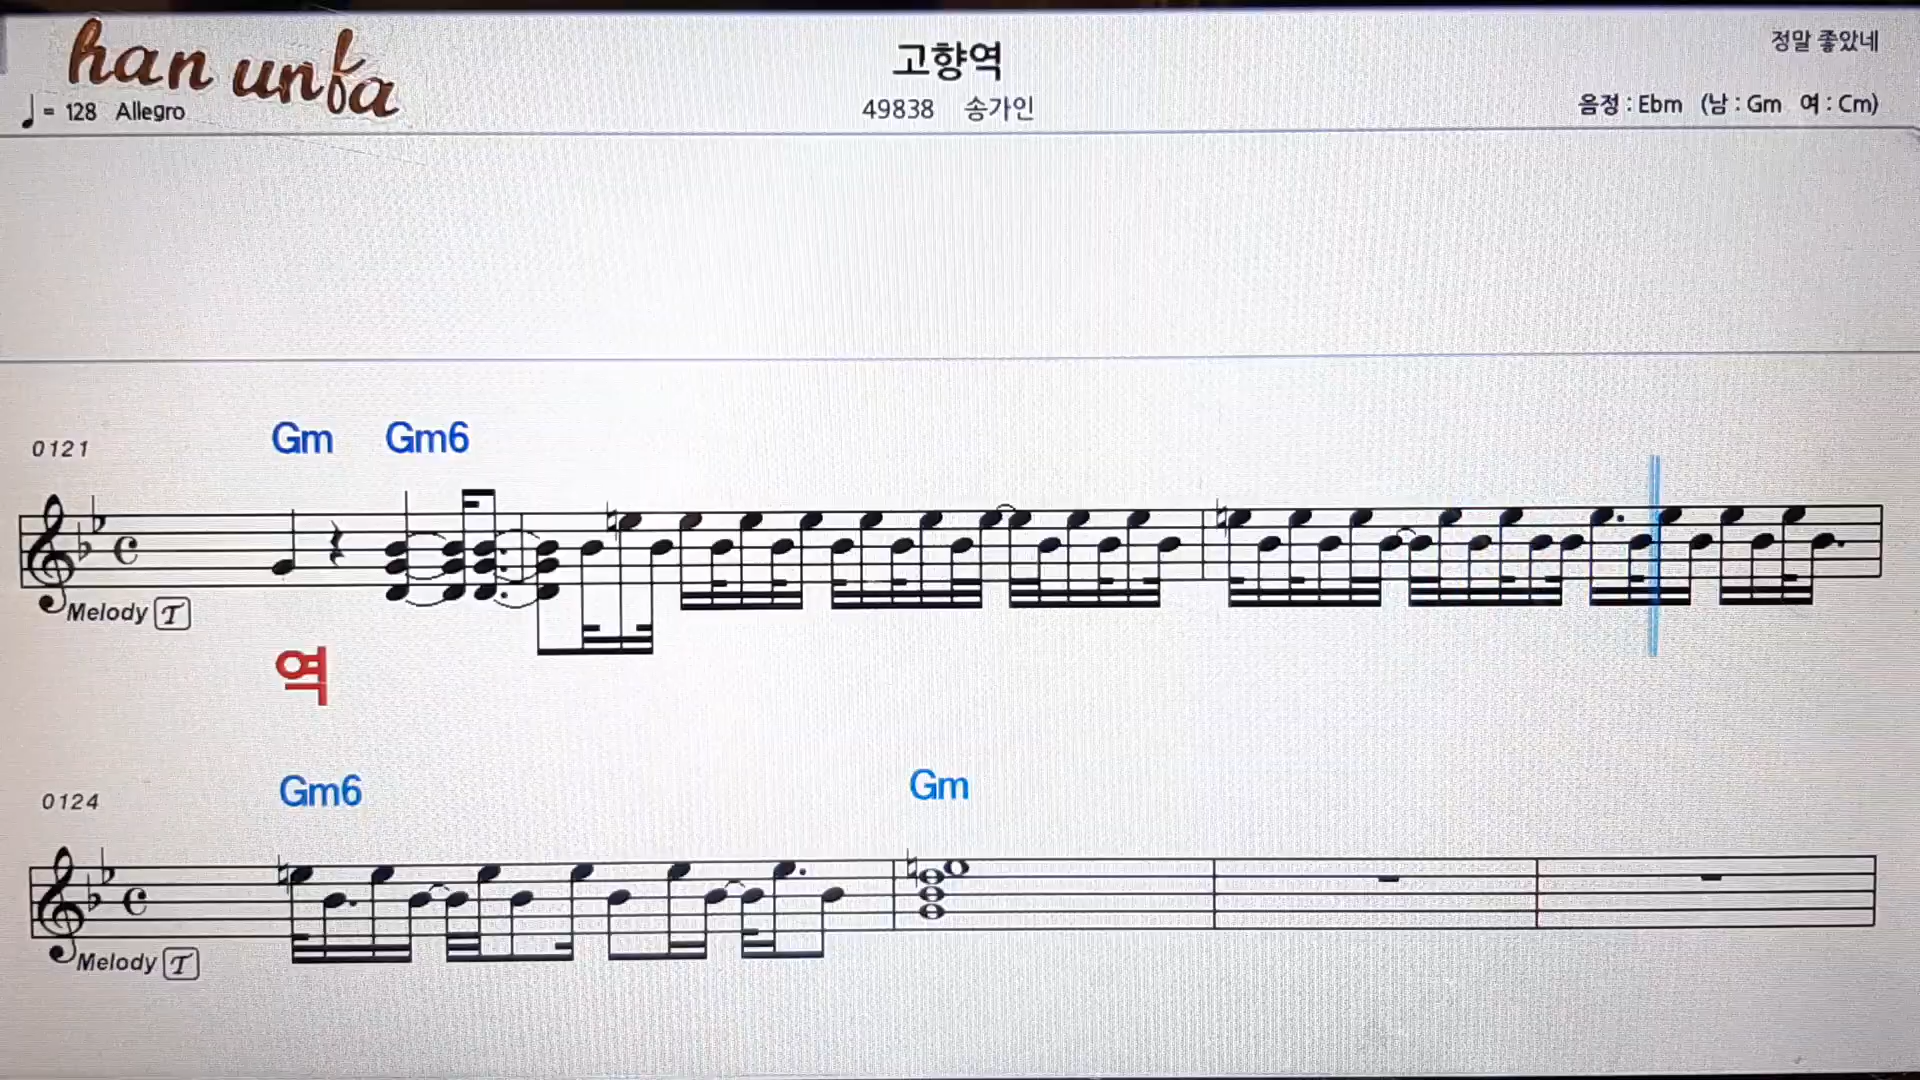 han unfa
고향역
정말 좋았네
♩ = 128 Allegro
49838 송가인
음정 : Ebm (남 : Gm 여 : Cm)
Gm Gm6
0121
Melody T
역
Gm6 Gm
0124
Melody T